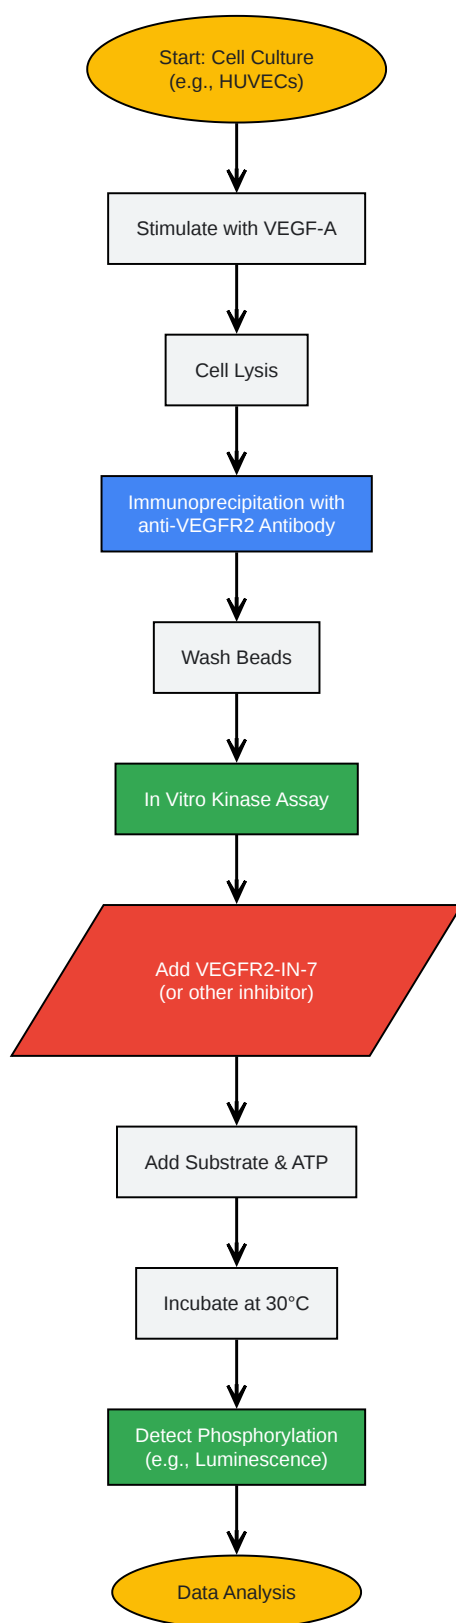 Start: Cell Culture
(e.g., HUVECs)
Stimulate with VEGF-A
Cell Lysis
Immunoprecipitation with
anti-VEGFR2 Antibody
Wash Beads
In Vitro Kinase Assay
Add VEGFR2-IN-7
(or other inhibitor)
Add Substrate & ATP
Incubate at 30°C
Detect Phosphorylation
(e.g., Luminescence)
Data Analysis